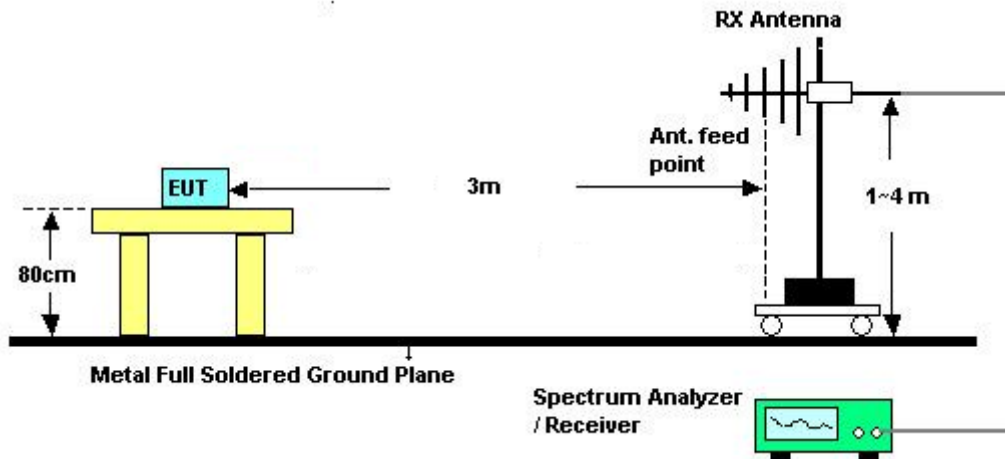 RX Antenna
Ant. feed
point
EUT
3m
1~4 m
80cm
Metal Full Soldered Ground Plane
Spectrum Analyzer
/ Receiver